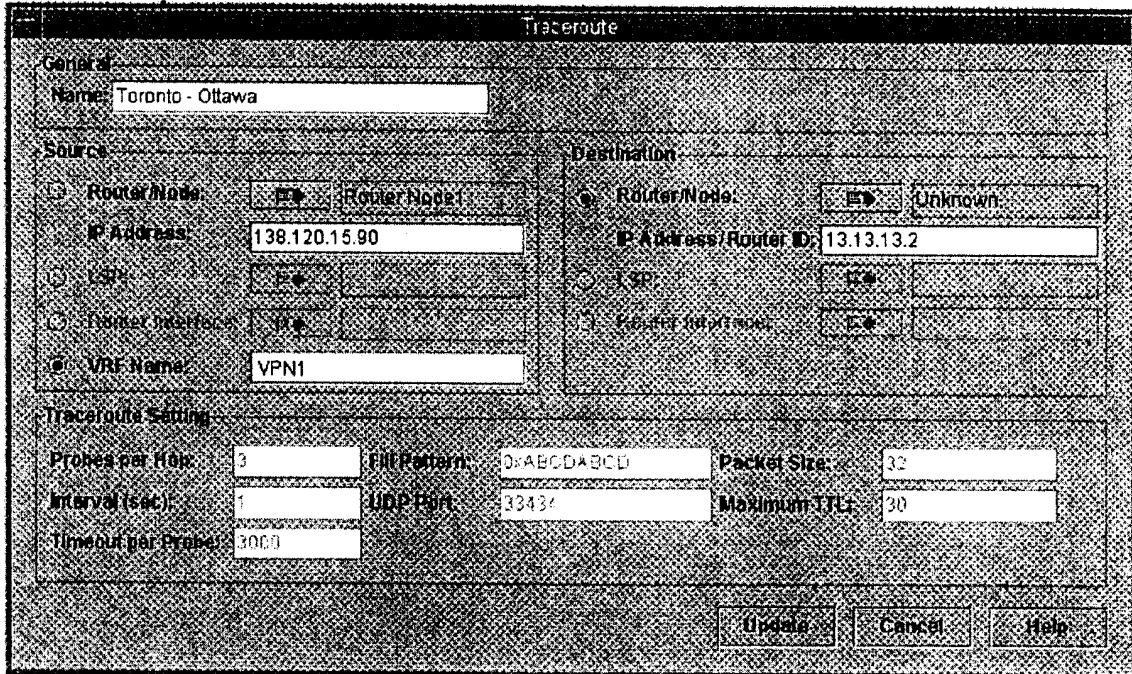 Traceroute
General
Name: Toronto - Ottawa
Source
Router/Node: Router Node1
IP Address: 138.120.15.90
LSP:
Router Interface:
VRF Name: VPN1
Destination
Router/Node: Unknown
IP Address/Router ID: 13.13.13.2
LSP:
Router Interface:
Traceroute Setting
Probes per Hop: 3 Fill Pattern: 0xABCDABCD Packet Size: 32
Interval (sec): 1 UDP Port: 33434 Maximum TTL: 30
Timeout per Probe: 3000
Update Cancel Help